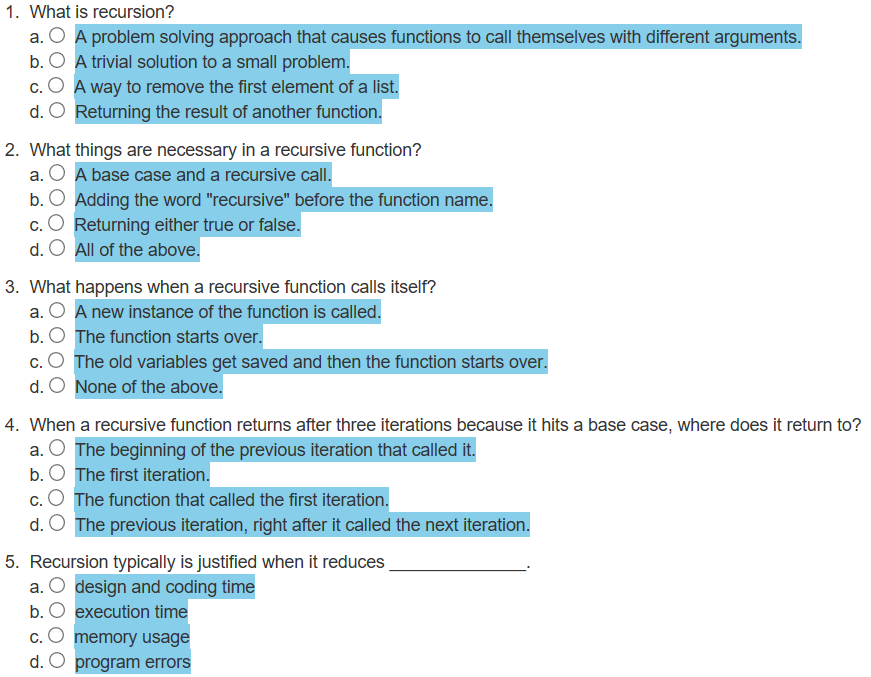 1. What is recursion?
a. A problem solving approach that causes functions to call themselves with different arguments.
b. A trivial solution to a small problem.
c. A way to remove the first element of a list.
d. Returning the result of another function.
2. What things are necessary in a recursive function?
a. A base case and a recursive call.
b. Adding the word "recursive" before the function name.
c. Returning either true or false.
d. All of the above.
3. What happens when a recursive function calls itself?
a. A new instance of the function is called.
b. The function starts over.
c. The old variables get saved and then the function starts over.
d. None of the above.
4. When a recursive function returns after three iterations because it hits a base case, where does it return to?
a. The beginning of the previous iteration that called it.
b. The first iteration.
c. The function that called the first iteration.
d. The previous iteration, right after it called the next iteration.
5. Recursion typically is justified when it reduces ______________.
a. design and coding time
b. execution time
c. memory usage
d. program errors